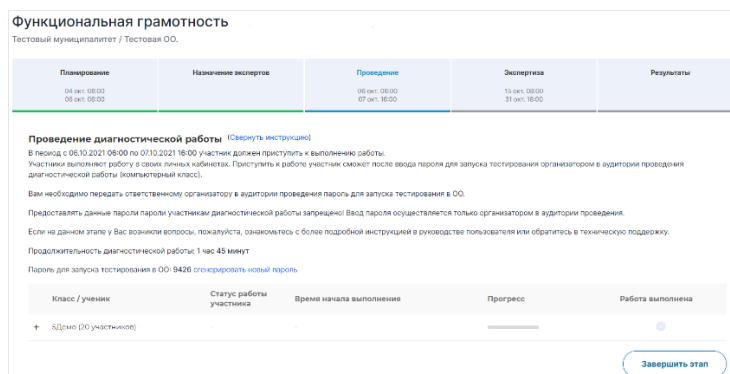 Функциональная грамотность
Тестовый муниципалитет / Тестовая ОО.
Планирование
Назначение экспертов
Проведение
Экспертиза
Результаты
04 окт. 08:00
06 окт. 06:00
06 окт. 06:00
07 окт. 16:00
15 окт. 08:00
31 окт. 16:00
Проведение диагностической работы (Свернуть инструкцию)
В период с 06.10.2021 06:00 по 07.10.2021 16:00 участник должен приступить к выполнению работы.
Участники выполняют работу в своих личных кабинетах. Приступить к работе участник сможет после ввода пароля для запуска тестирования организатором в аудитории проведения
диагностической работы (компьютерный класс).
Вам необходимо передать ответственному организатору в аудитории проведения пароль для запуска тестирования в ОО.
Предоставлять данные пароли пароли участникам диагностической работы запрещено! Ввод пароля осуществляется только организатором в аудитории проведения.
Если на данном этапе у Вас возникли вопросы, пожалуйста, ознакомьтесь с более подробной инструкцией в руководстве пользователя или обратитесь в техническую поддержку.
Продолжительность диагностической работы: 1 час 45 минут
Пароль для запуска тестирования в ОО: 9426 сгенерировать новый пароль
Класс / ученик
Статус работы
участника
Время начала выполнения
Прогресс
Работа выполнена
+ 5Демо (20 участников)
Завершить этап